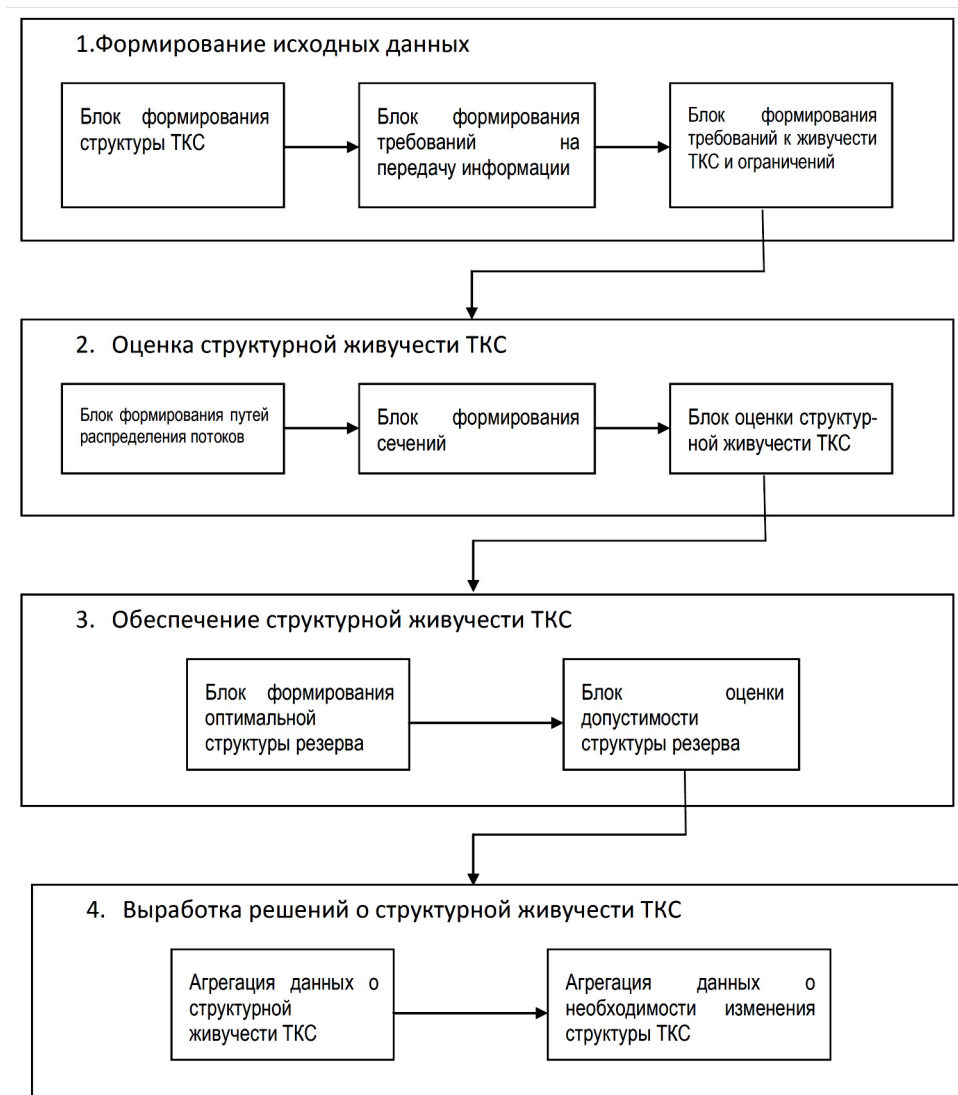 1.Формирование исходных данных
Блок формирования
структуры ТКС
Блок формирования
требований на
передачу информации
Блок формирования
требований к живучести
ТКС и ограничений
2. Оценка структурной живучести ТКС
Блок формирования путей
распределения потоков
Блок формирования
сечений
Блок оценки структур-
ной живучести ТКС
3. Обеспечение структурной живучести ТКС
Блок формирования
оптимальной
структуры резерва
Блок оценки
допустимости
структуры резерва
4. Выработка решений о структурной живучести ТКС
Агрегация данных о
структурной
живучести ТКС
Агрегация данных о
необходимости изменения
структуры ТКС